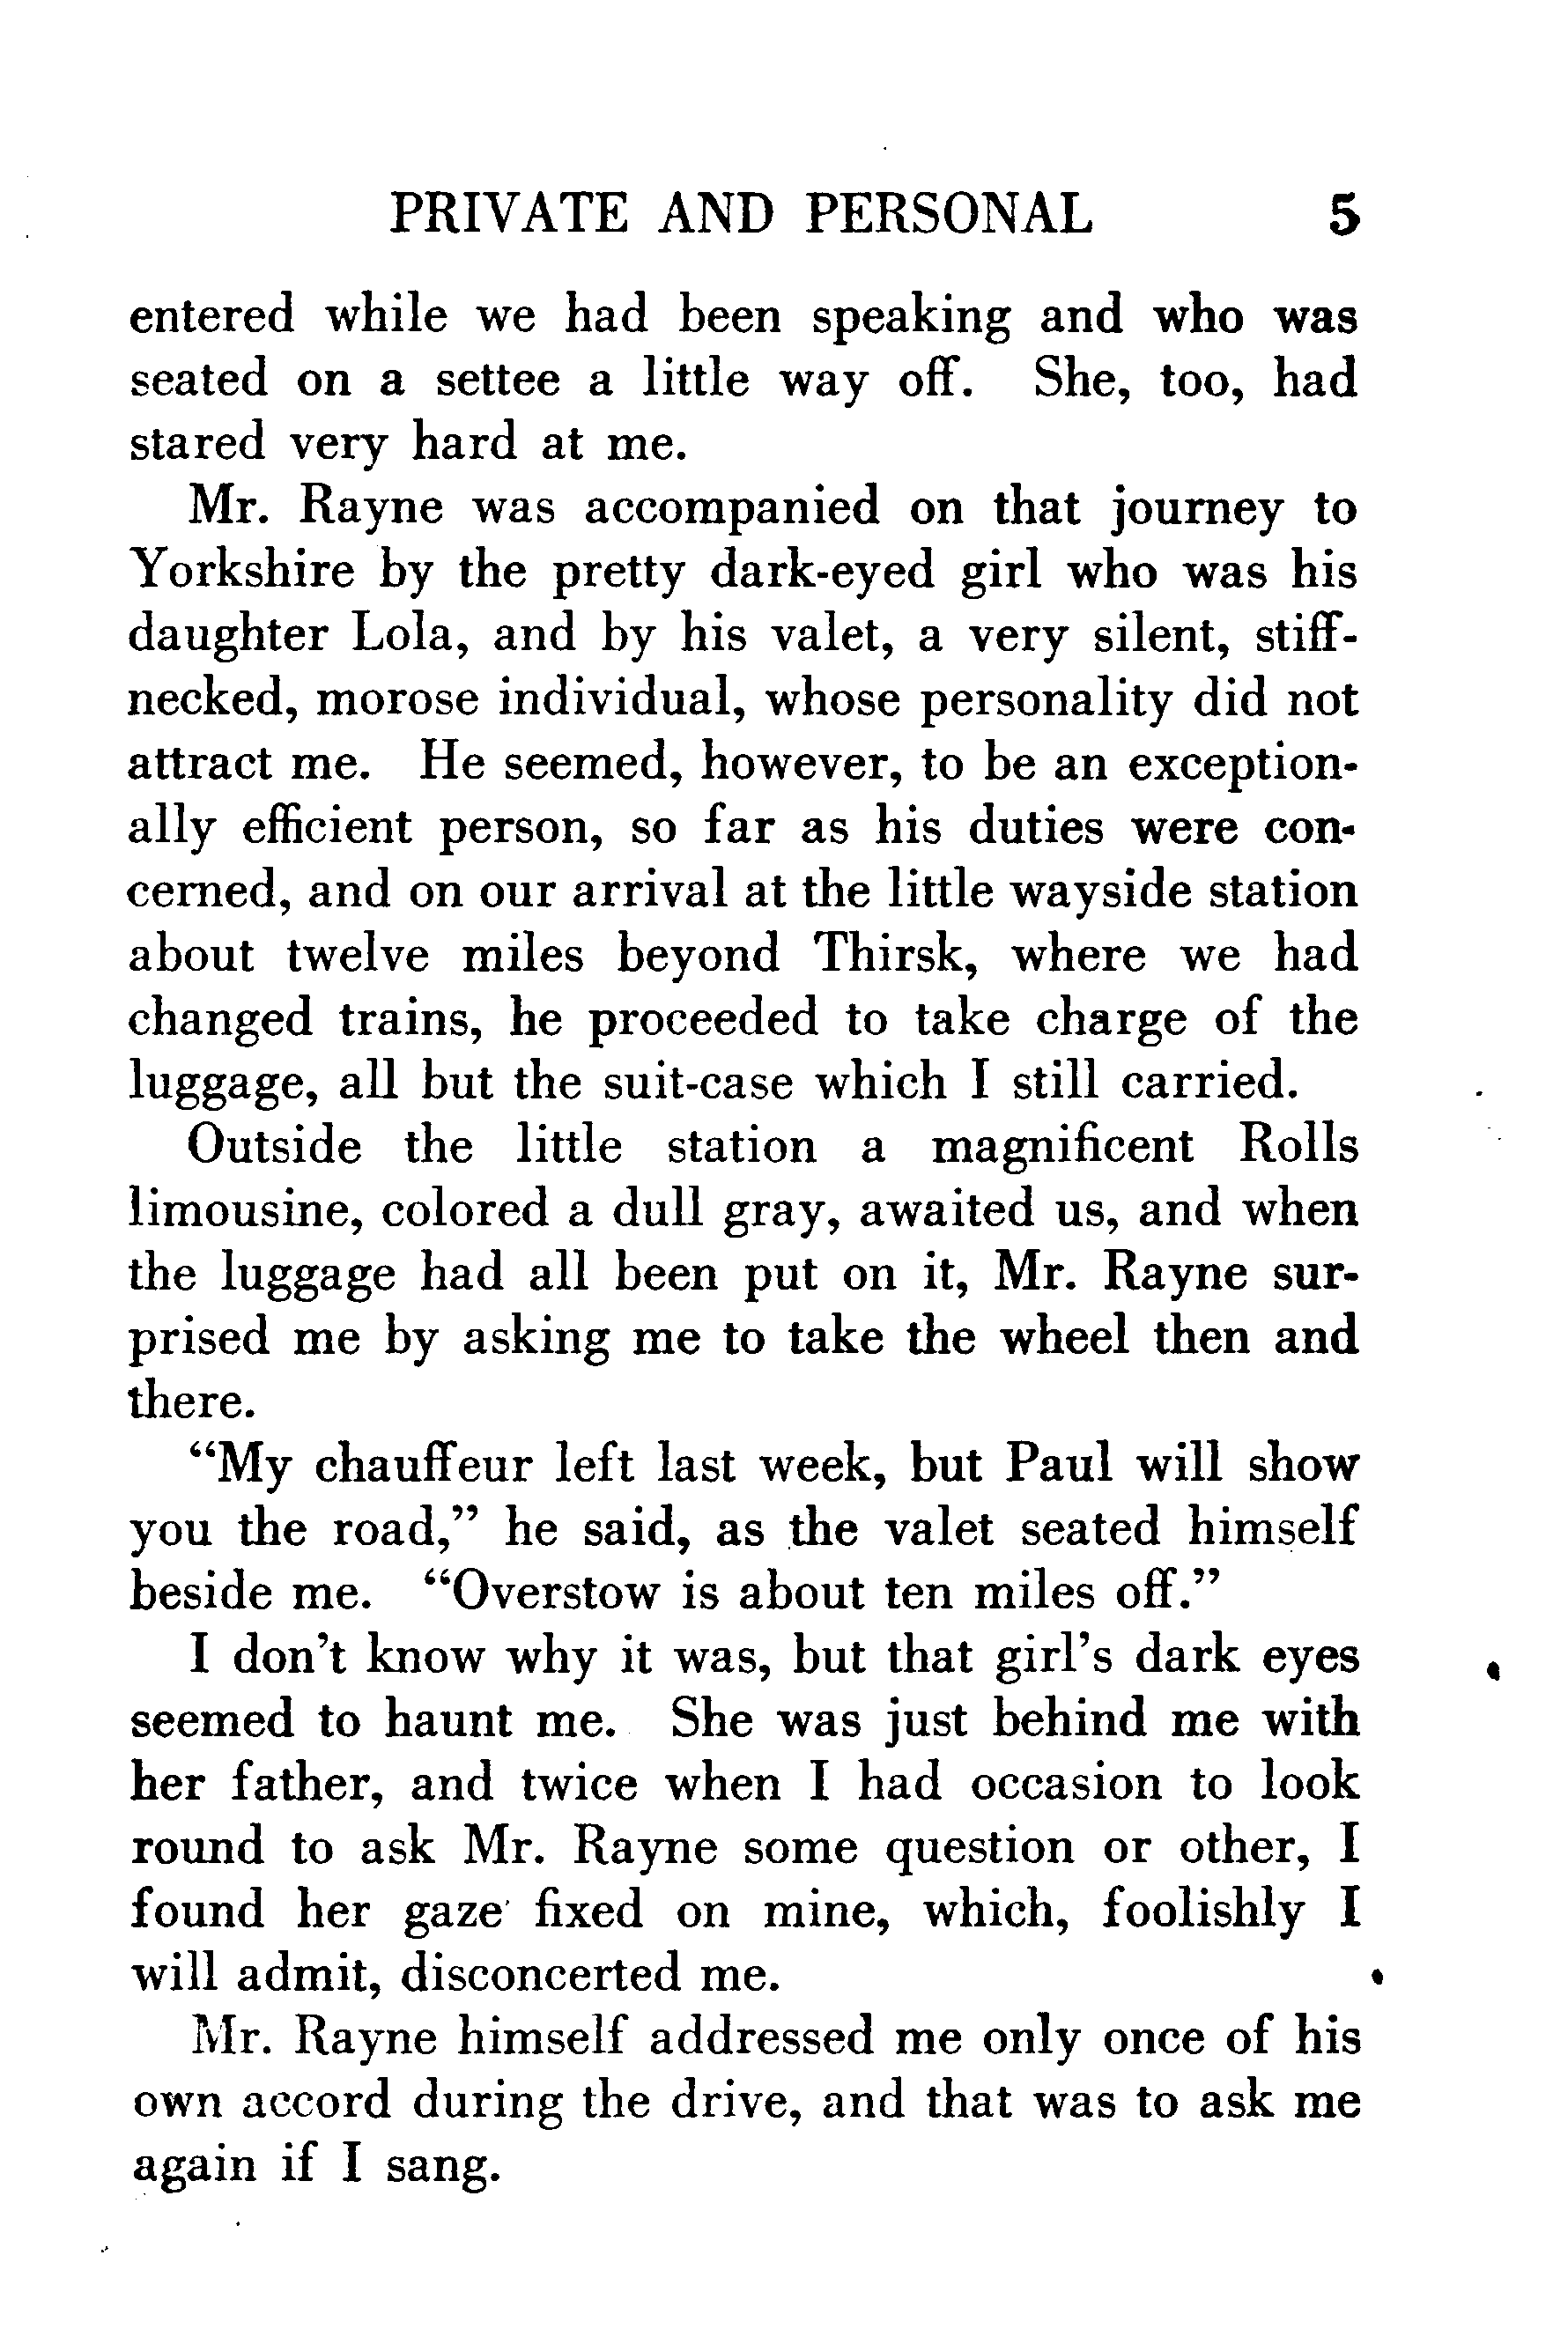 PRIVATE AND PERSONAL 5
entered while we had been speaking and who was
seated on a settee a little way off. She, too, had
stared very hard at me.
Mr. Rayne was accompanied on that journey to
Yorkshire by the pretty dark-eyed girl who was his
daughter Lola, and by his valet, a very silent, stiff-
necked, morose individual, whose personality did not
attract me. He seemed, however, to be an exception-
ally efficient person, so far as his duties were con-
cerned, and on our arrival at the little wayside station
about twelve miles beyond Thirsk, where we had
changed trains, he proceeded to take charge of the
luggage, all but the suit-case which I still carried.
Outside the little station a magnificent Rolls
limousine, colored a dull gray, awaited us, and when
the luggage had all been put on it, Mr. Rayne sur-
prised me by asking me to take the wheel then and
there.
“My chauffeur left last week, but Paul will show
you the road,” he said, as the valet seated himself
beside me. “Overstow is about ten miles off.”
I don’t know why it was, but that girl’s dark eyes
seemed to haunt me. She was just behind me with
her father, and twice when I had occasion to look
round to ask Mr. Rayne some question or other, I
found her gaze fixed on mine, which, foolishly I
will admit, disconcerted me.
Mr. Rayne himself addressed me only once of his
own accord during the drive, and that was to ask me
again if I sang.